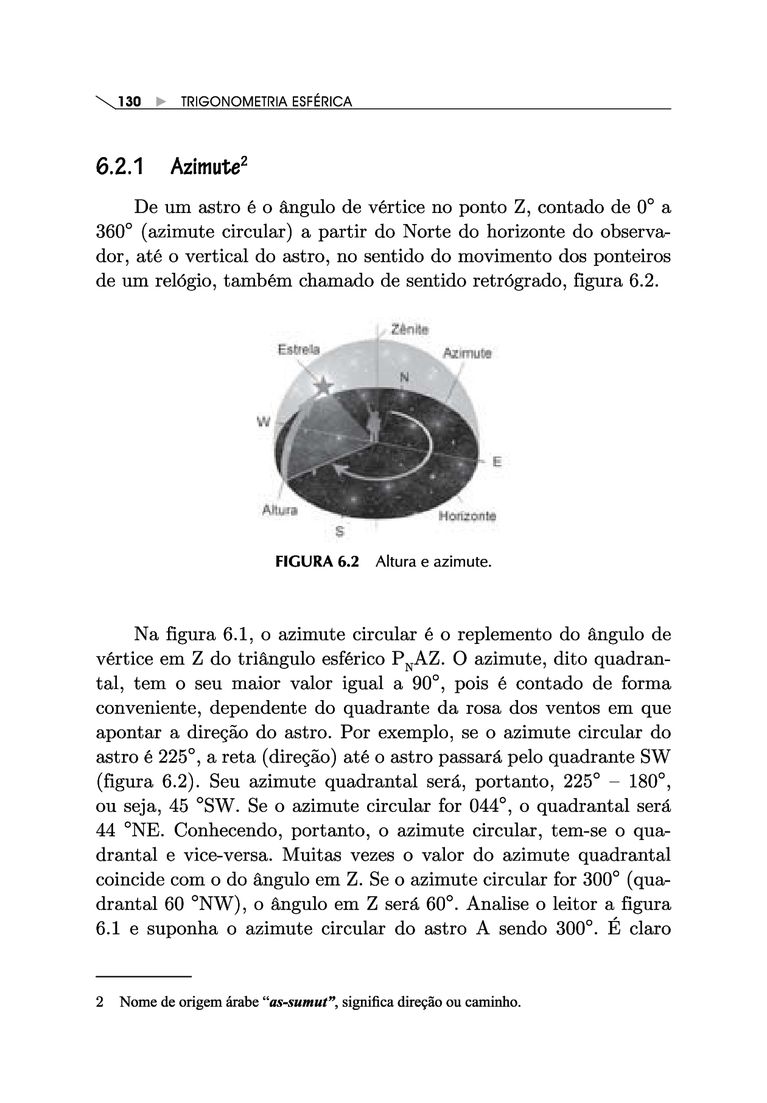 130 ▶ TRIGONOMETRIA ESFÉRICA
6.2.1 Azimute²
De um astro é o ângulo de vértice no ponto Z, contado de 0° a
360° (azimute circular) a partir do Norte do horizonte do observa-
dor, até o vertical do astro, no sentido do movimento dos ponteiros
de um relógio, também chamado de sentido retrógrado, figura 6.2.
Zênite
Estrela
Azimute
N
W
E
Altura
Horizonte
S
FIGURA 6.2 Altura e azimute.
Na figura 6.1, o azimute circular é o replemento do ângulo de
vértice em Z do triângulo esférico P_NAZ. O azimute, dito quadran-
tal, tem o seu maior valor igual a 90°, pois é contado de forma
conveniente, dependente do quadrante da rosa dos ventos em que
apontar a direção do astro. Por exemplo, se o azimute circular do
astro é 225°, a reta (direção) até o astro passará pelo quadrante SW
(figura 6.2). Seu azimute quadrantal será, portanto, 225° – 180°,
ou seja, 45 °SW. Se o azimute circular for 044°, o quadrantal será
44 °NE. Conhecendo, portanto, o azimute circular, tem-se o qua-
drantal e vice-versa. Muitas vezes o valor do azimute quadrantal
coincide com o do ângulo em Z. Se o azimute circular for 300° (qua-
drantal 60 °NW), o ângulo em Z será 60°. Analise o leitor a figura
6.1 e suponha o azimute circular do astro A sendo 300°. É claro
2 Nome de origem árabe “as-sumut”, significa direção ou caminho.